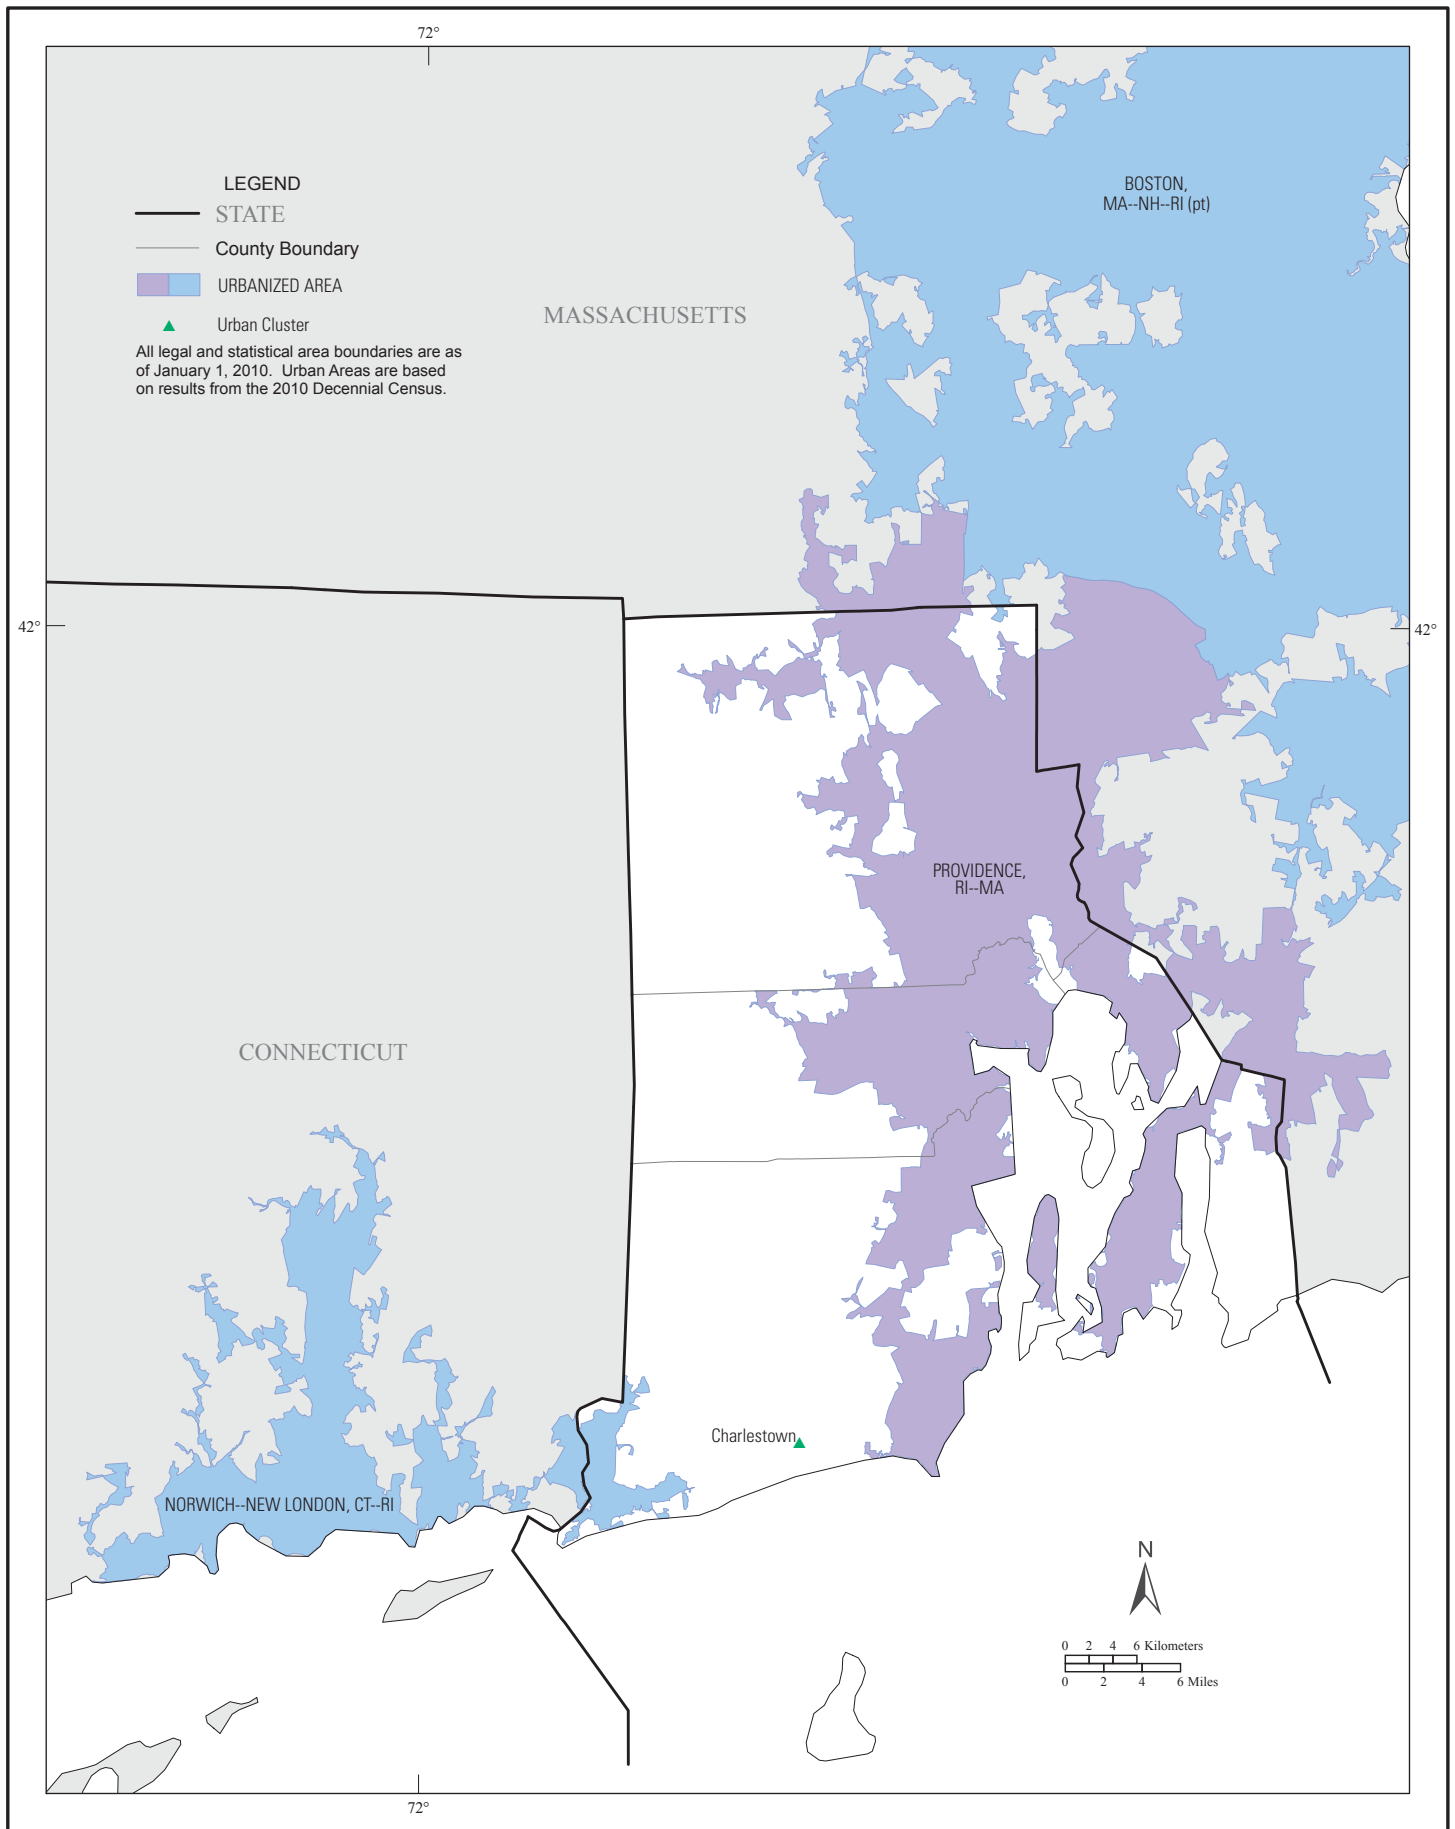 72°
LEGEND
STATE
County Boundary
URBANIZED AREA
Urban Cluster
All legal and statistical area boundaries are as
of January 1, 2010. Urban Areas are based
on results from the 2010 Decennial Census.
BOSTON,
MA--NH--RI (pt)
MASSACHUSETTS
42°
42°
PROVIDENCE,
RI--MA
CONNECTICUT
Charlestown
NORWICH--NEW LONDON, CT--RI
N
0 2 4 6 Kilometers
0 2 4 6 Miles
72°